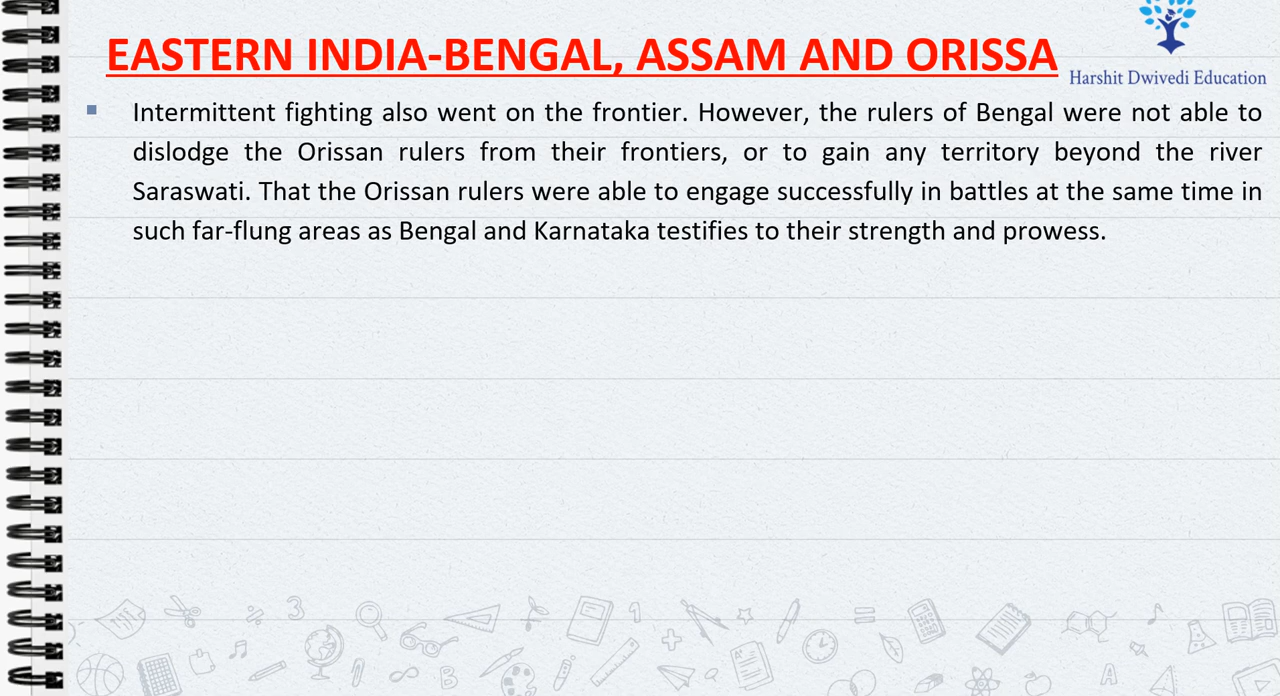 EASTERN INDIA-BENGAL, ASSAM AND ORISSA
Harshit Dwivedi Education
Intermittent fighting also went on the frontier. However, the rulers of Bengal were not able to
dislodge the Orissan rulers from their frontiers, or to gain any territory beyond the river
Saraswati. That the Orissan rulers were able to engage successfully in battles at the same time in
such far-flung areas as Bengal and Karnataka testifies to their strength and prowess.